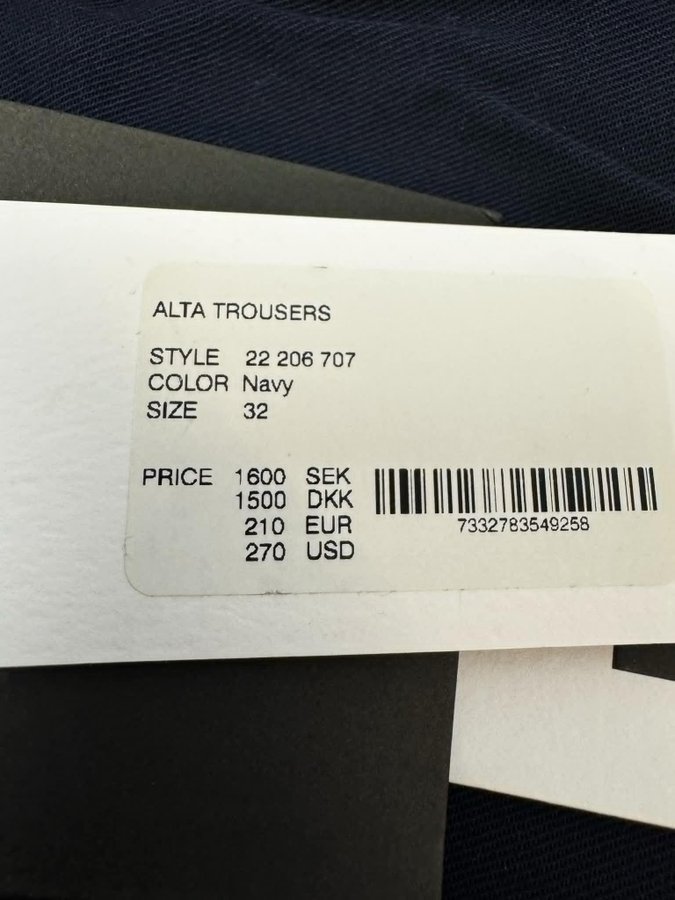 ALTA TROUSERS
STYLE 22 206 707
COLOR Navy
SIZE 32
PRICE 1600 SEK
1500 DKK
210 EUR
270 USD
7332783549258